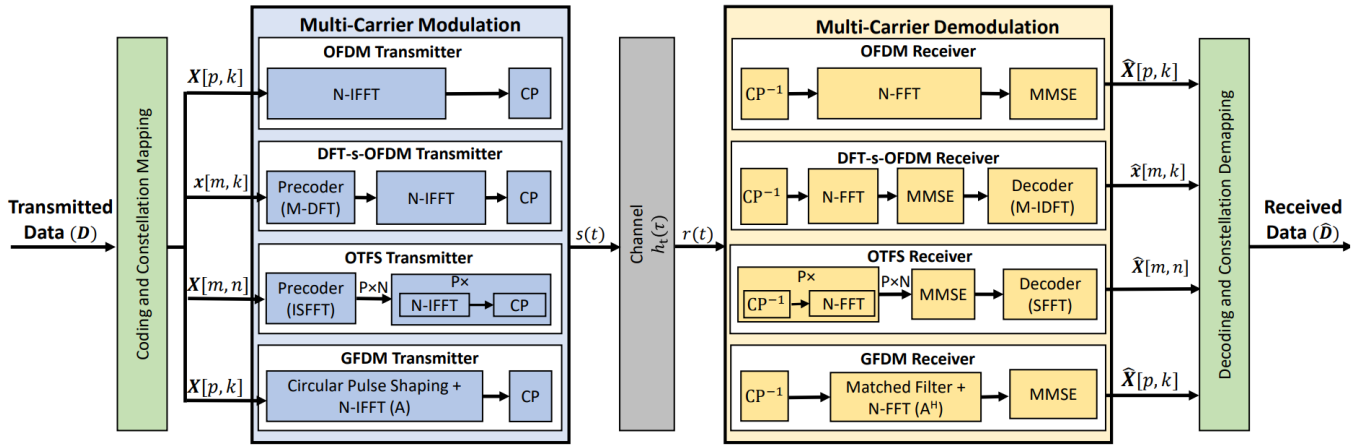 Multi-Carrier Modulation
Multi-Carrier Demodulation
Transmitted
Data (D)
Coding and Constellation Mapping
X[p, k]
x[m, k]
X[m, n]
X[p, k]
OFDM Transmitter
N-IFFT
CP
DFT-s-OFDM Transmitter
Precoder
(M-DFT)
N-IFFT
CP
OTFS Transmitter
Precoder
(ISFFT)
P×N
P×
N-IFFT
CP
GFDM Transmitter
Circular Pulse Shaping +
N-IFFT (A)
CP
s(t)
Channel
hₜ(τ)
r(t)
OFDM Receiver
CP⁻¹
N-FFT
MMSE
DFT-s-OFDM Receiver
CP⁻¹
N-FFT
MMSE
Decoder
(M-IDFT)
OTFS Receiver
P×
CP⁻¹
N-FFT
P×N
MMSE
Decoder
(SFFT)
GFDM Receiver
CP⁻¹
Matched Filter +
N-FFT (Aᴴ)
MMSE
X̂[p, k]
x̂[m, k]
X̂[m, n]
X̂[p, k]
Decoding and Constellation Demapping
Received
Data (D̂)